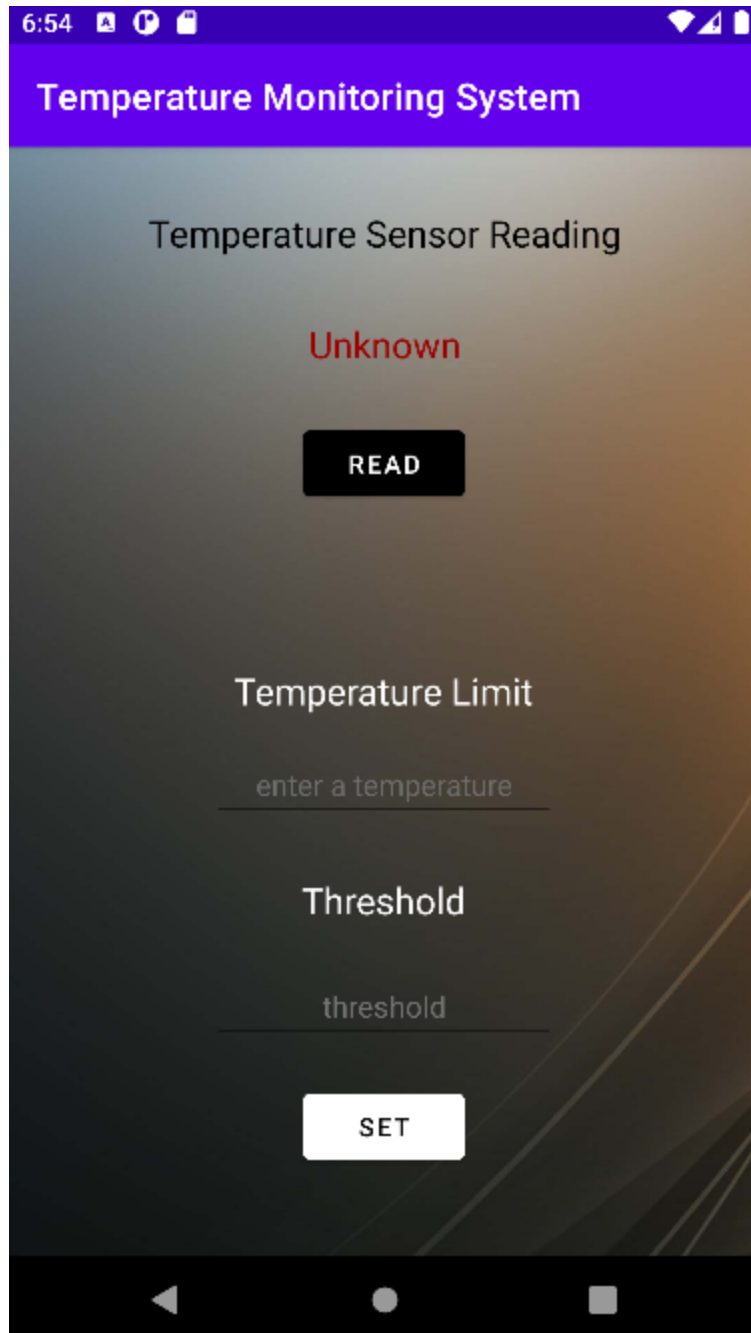 6:54
Temperature Monitoring System
Temperature Sensor Reading
Unknown
READ
Temperature Limit
enter a temperature
Threshold
threshold
SET